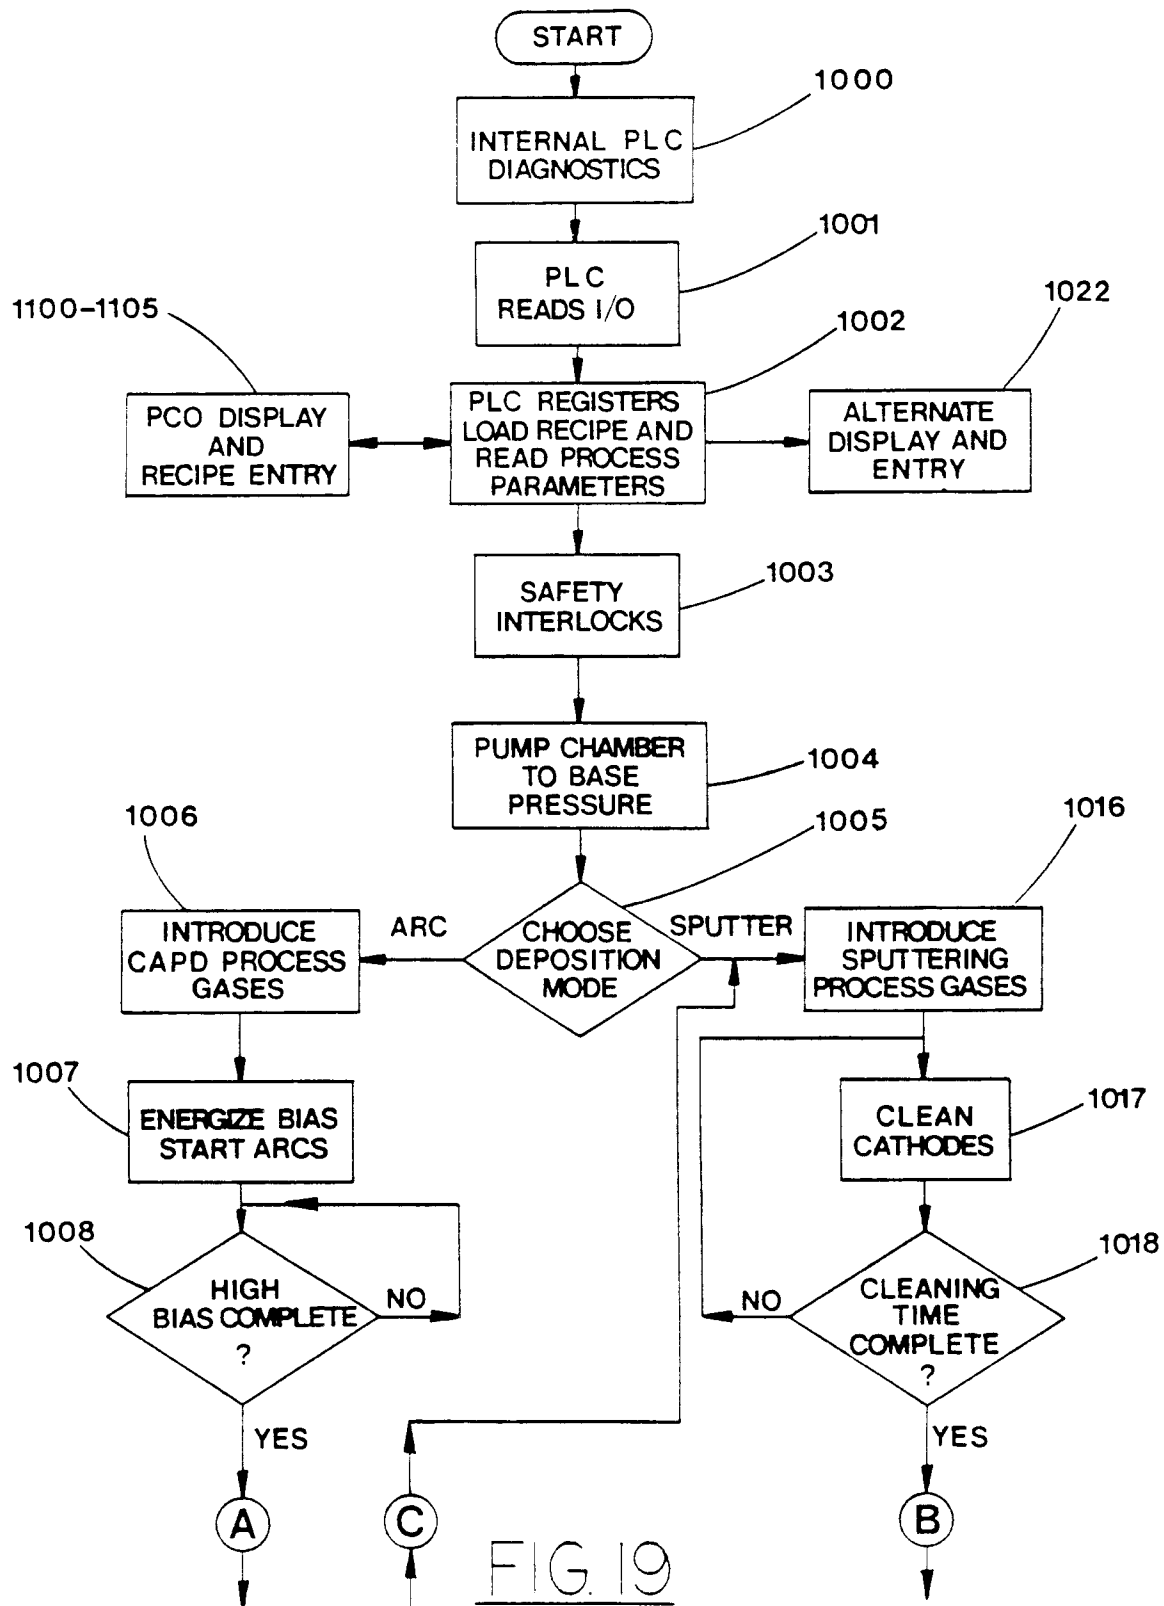 START
1000
INTERNAL PLC
DIAGNOSTICS
1001
PLC
READS I/O
1100-1105
1002
1022
PCO DISPLAY
AND
RECIPE ENTRY
PLC REGISTERS
LOAD RECIPE AND
READ PROCESS
PARAMETERS
ALTERNATE
DISPLAY AND
ENTRY
1003
SAFETY
INTERLOCKS
1004
PUMP CHAMBER
TO BASE
PRESSURE
1006
1005
1016
INTRODUCE
CAPD PROCESS
GASES
ARC
CHOOSE
DEPOSITION
MODE
SPUTTER
INTRODUCE
SPUTTERING
PROCESS GASES
1007
ENERGIZE BIAS
START ARCS
1017
CLEAN
CATHODES
1008
HIGH
BIAS COMPLETE
?
NO
1018
CLEANING
TIME
COMPLETE
?
NO
YES
YES
A
C
B
FIG. 19